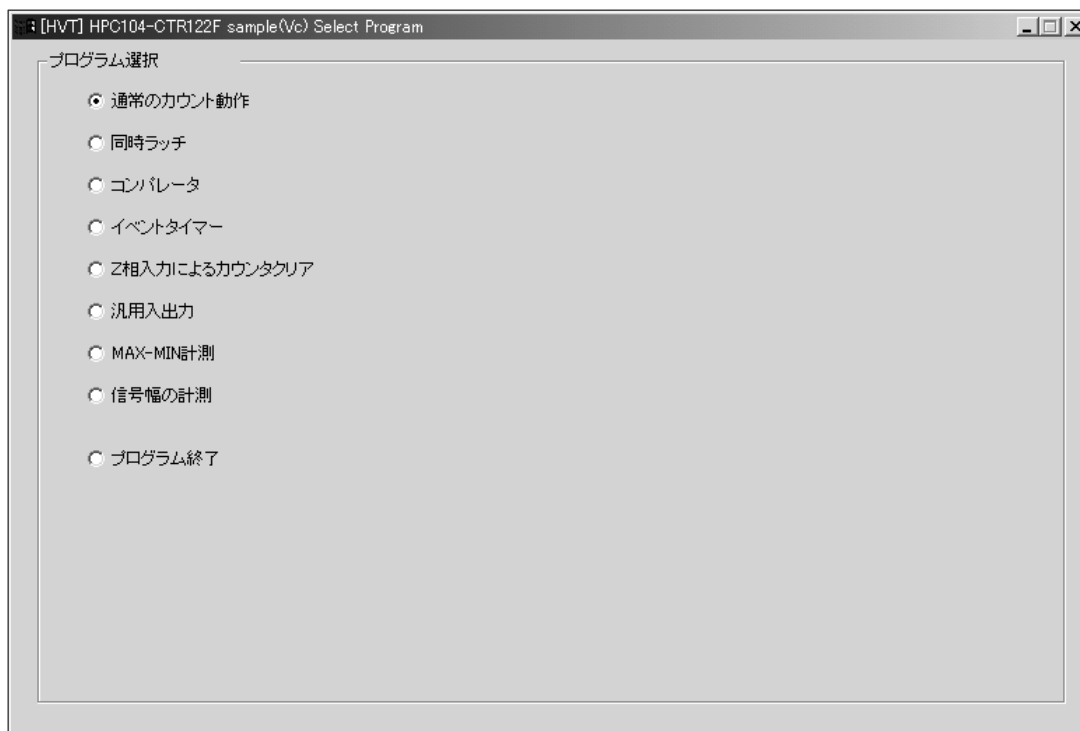 [HVT] HPC104-CTR122F sample(Vc) Select Program
プログラム選択
通常のカウント動作
同時ラッチ
コンパレータ
イベントタイマー
Z相入力によるカウンタクリア
汎用入出力
MAX-MIN計測
信号幅の計測
プログラム終了